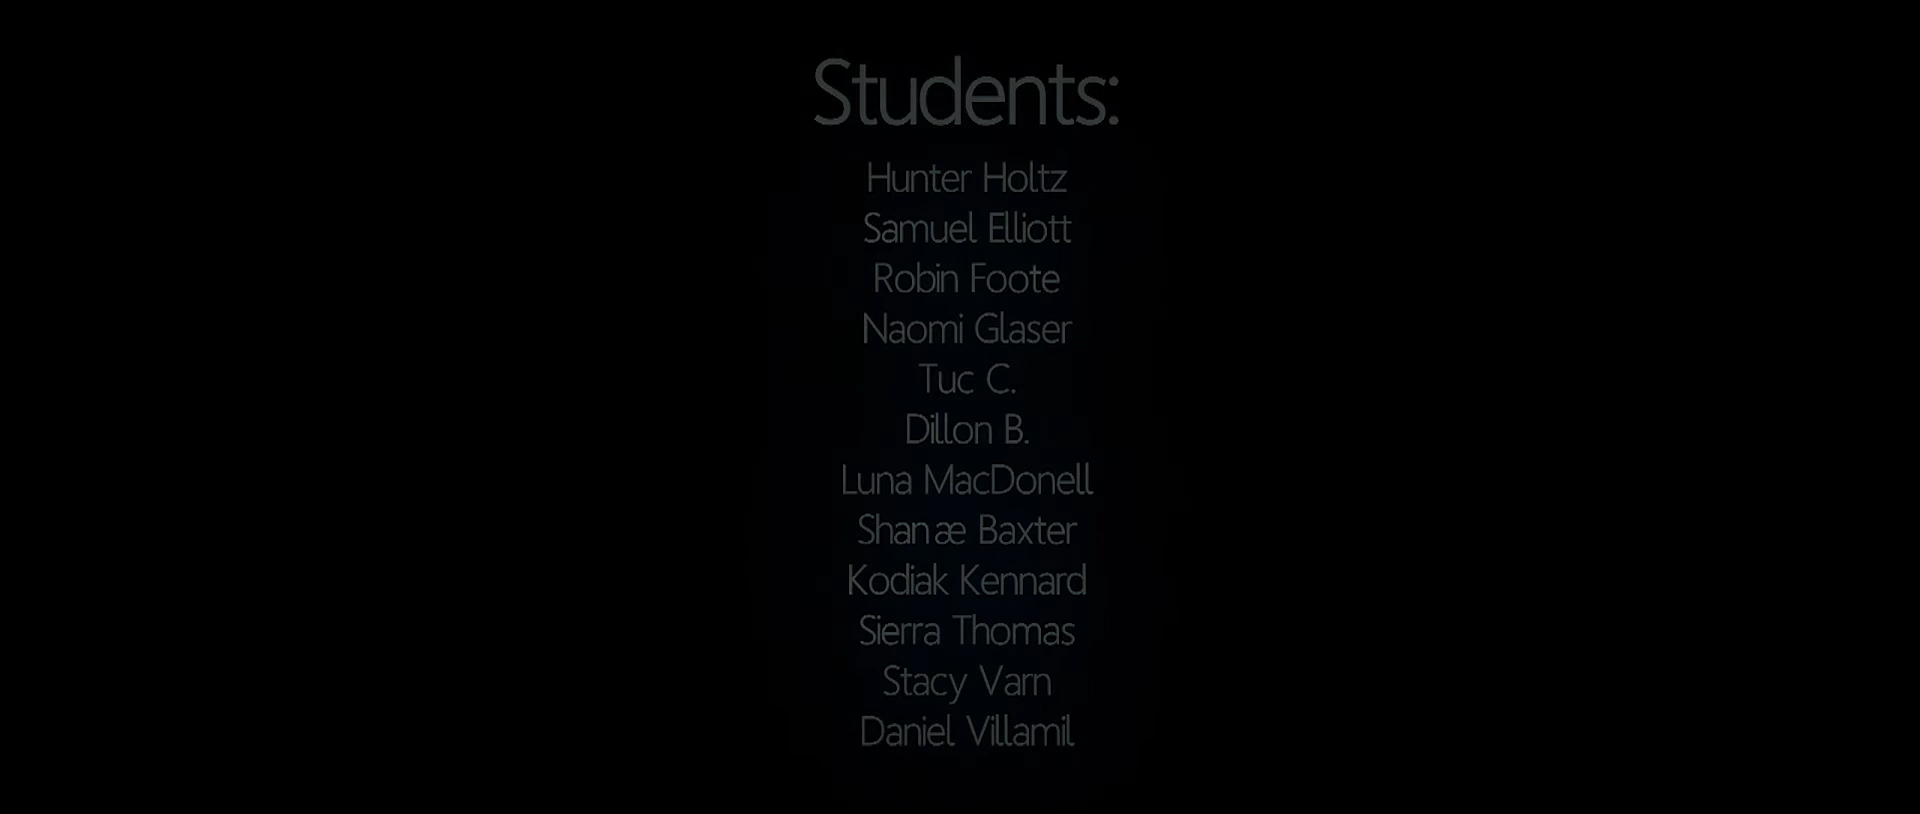 Students:
Hunter Holtz
Samuel Elliott
Robin Foote
Naomi Glaser
Tuc C.
Dillon B.
Luna MacDonell
Shanæ Baxter
Kodiak Kennard
Sierra Thomas
Stacy Varn
Daniel Villamil